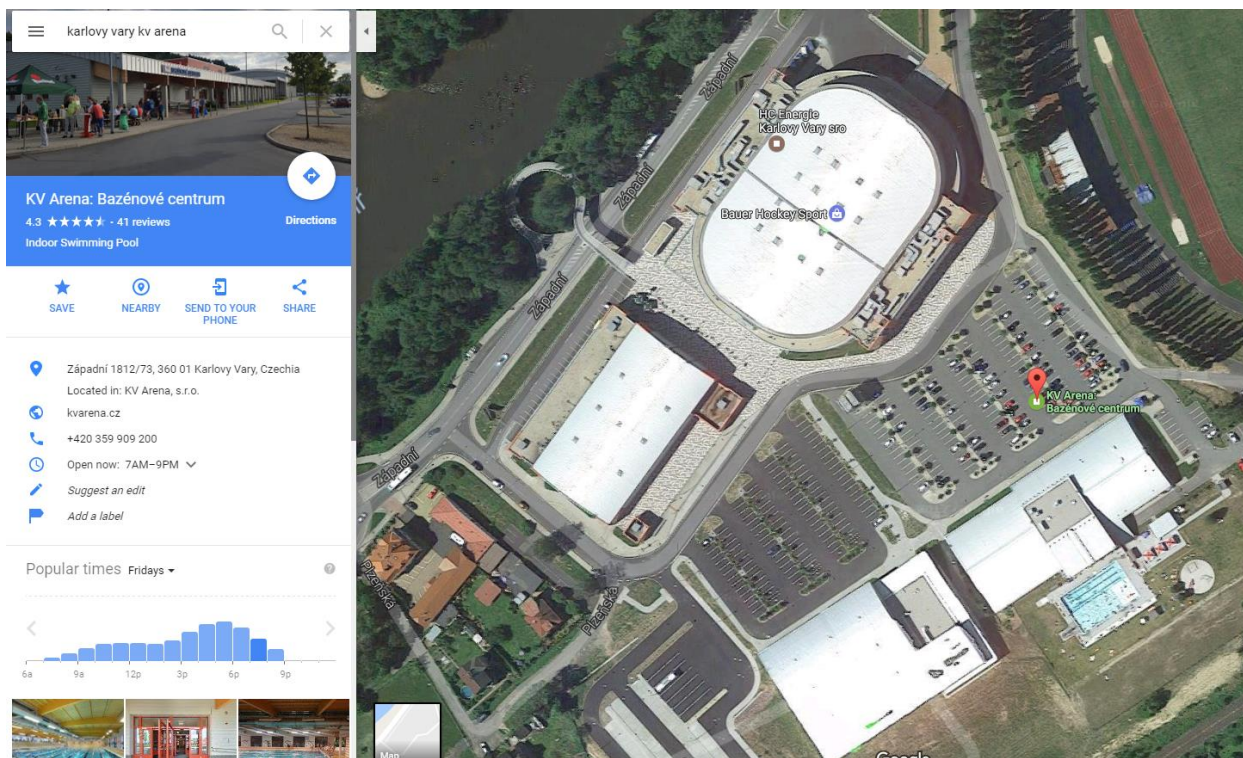 karlovy vary kv arena
KV Arena: Bazénové centrum
4.3 ★★★★★ - 41 reviews
Indoor Swimming Pool
Directions
SAVE
NEARBY
SEND TO YOUR
PHONE
SHARE
Západní 1812/73, 360 01 Karlovy Vary, Czechia
Located in: KV Arena, s.r.o.
kvarena.cz
+420 359 909 200
Open now: 7AM–9PM
Suggest an edit
Add a label
Popular times Fridays
6a 9a 12p 3p 6p 9p
Map
Západní
Západní
Západní
Západní
HC Energie
Karlovy Vary sro
Bauer Hockey Sport
KV Arena:
Bazénové centrum
Plzeňská
Plzeňská
Google